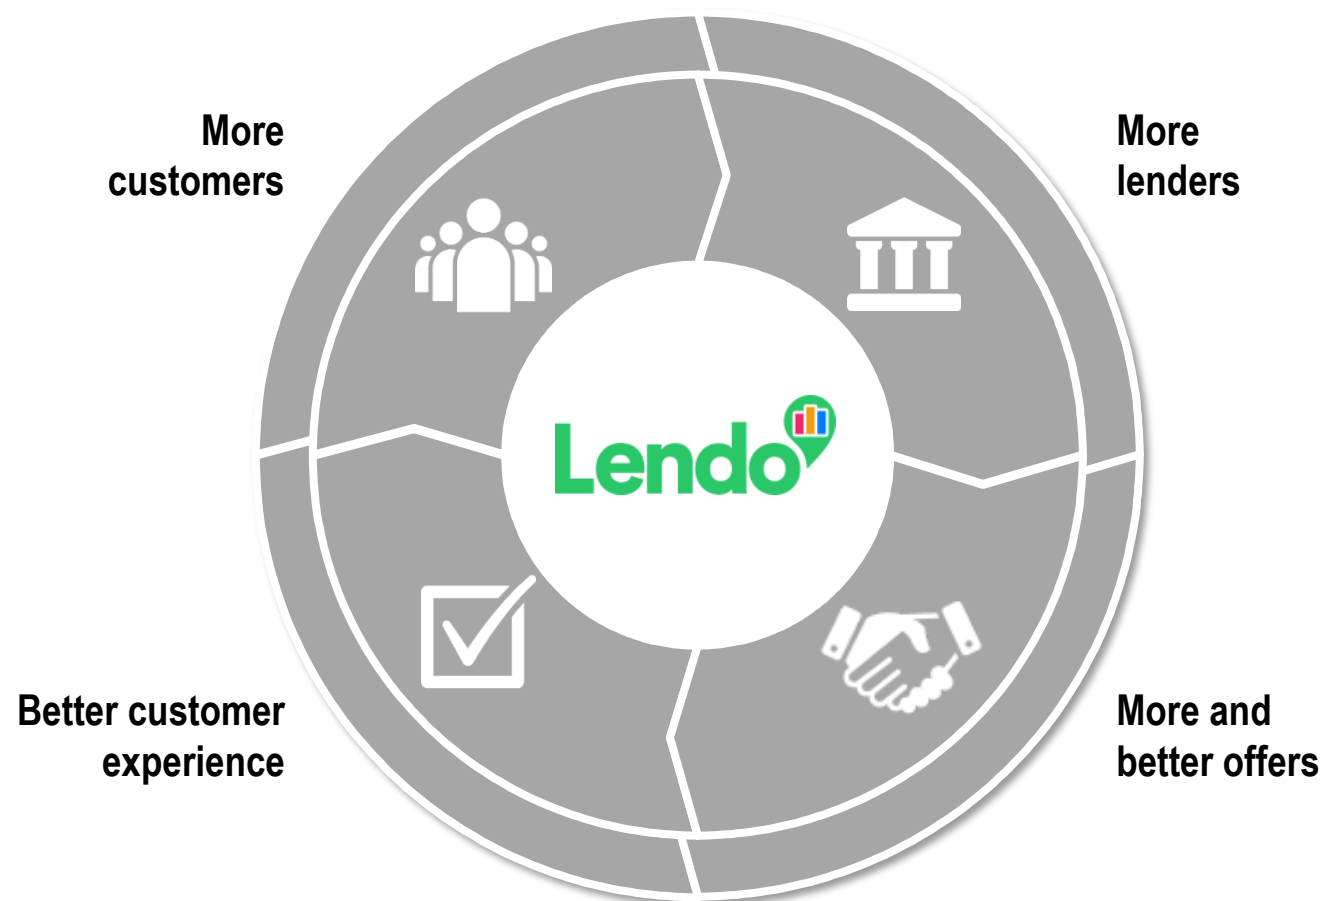 More
customers
More
lenders
Lendo
Better customer
experience
More and
better offers